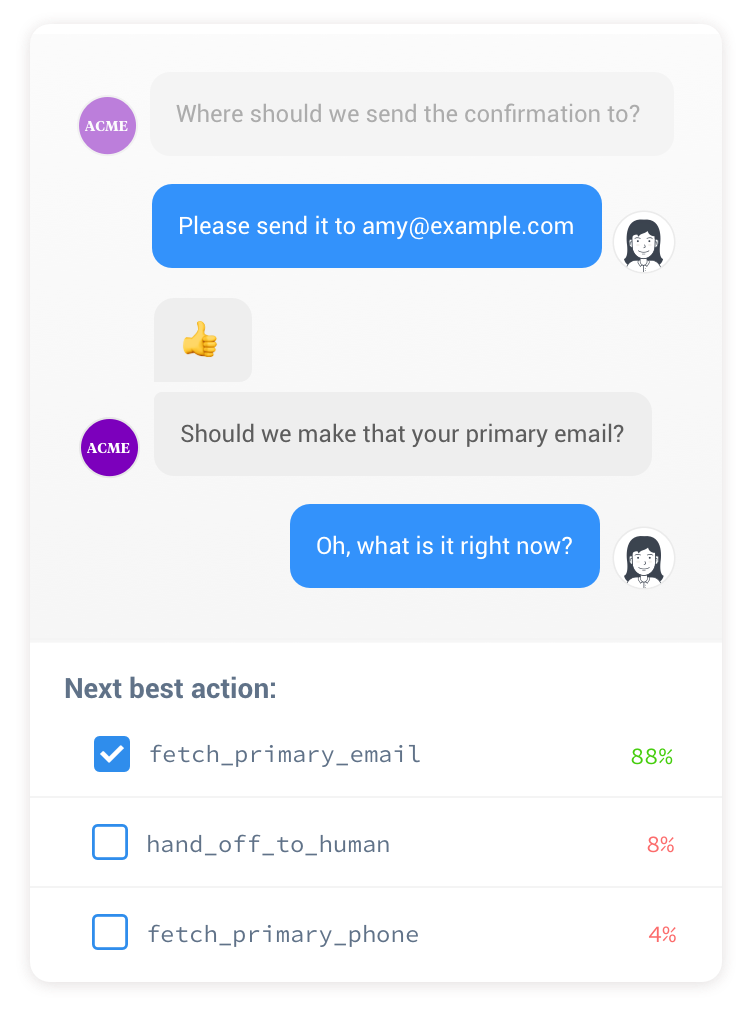 Where should we send the confirmation to?
ACME
Please send it to amy@example.com
👍
Should we make that your primary email?
ACME
Oh, what is it right now?
Next best action:
fetch_primary_email 88%
hand_off_to_human 8%
fetch_primary_phone 4%